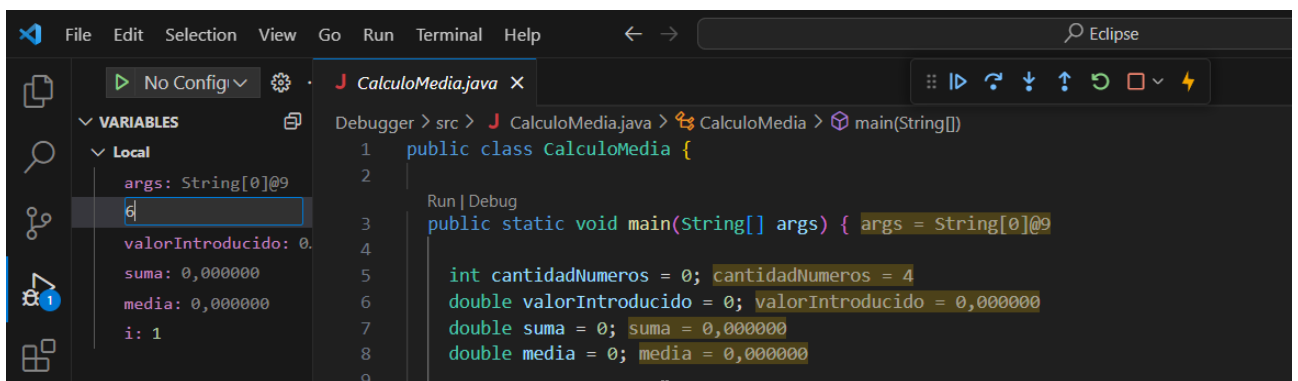 File Edit Selection View Go Run Terminal Help ← → Eclipse
No Config
J CalculoMedia.java ×
VARIABLES
Debugger > src > J CalculoMedia.java > CalculoMedia > main(String[])
Local
1 public class CalculoMedia {
args: String[0]@9
2
6
Run | Debug
3 public static void main(String[] args) { args = String[0]@9
valorIntroducido: 0.
4
suma: 0,000000
5 int cantidadNumeros = 0; cantidadNumeros = 4
1
media: 0,000000
6 double valorIntroducido = 0; valorIntroducido = 0,000000
i: 1
7 double suma = 0; suma = 0,000000
8 double media = 0; media = 0,000000